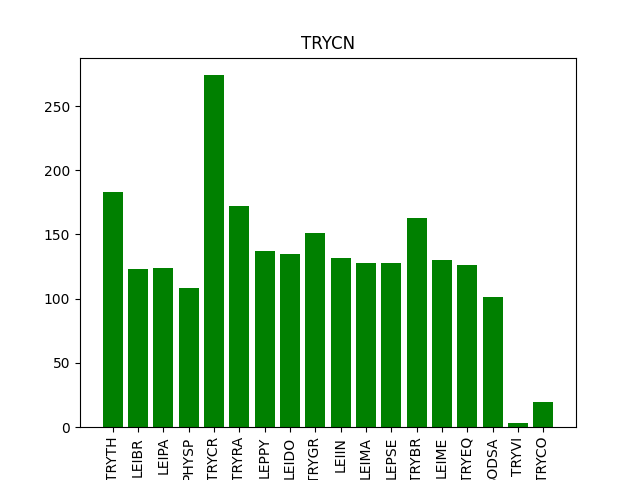 TRYCN
250
200
150
100
50
0
TRYTH
LEIBR
LEIPA
PHYSP
TRYCR
TRYRA
LEPPY
LEIDO
TRYGR
LEIIN
LEIMA
LEPSE
TRYBR
LEIME
TRYEQ
ODSA
TRYVI
TRYCO